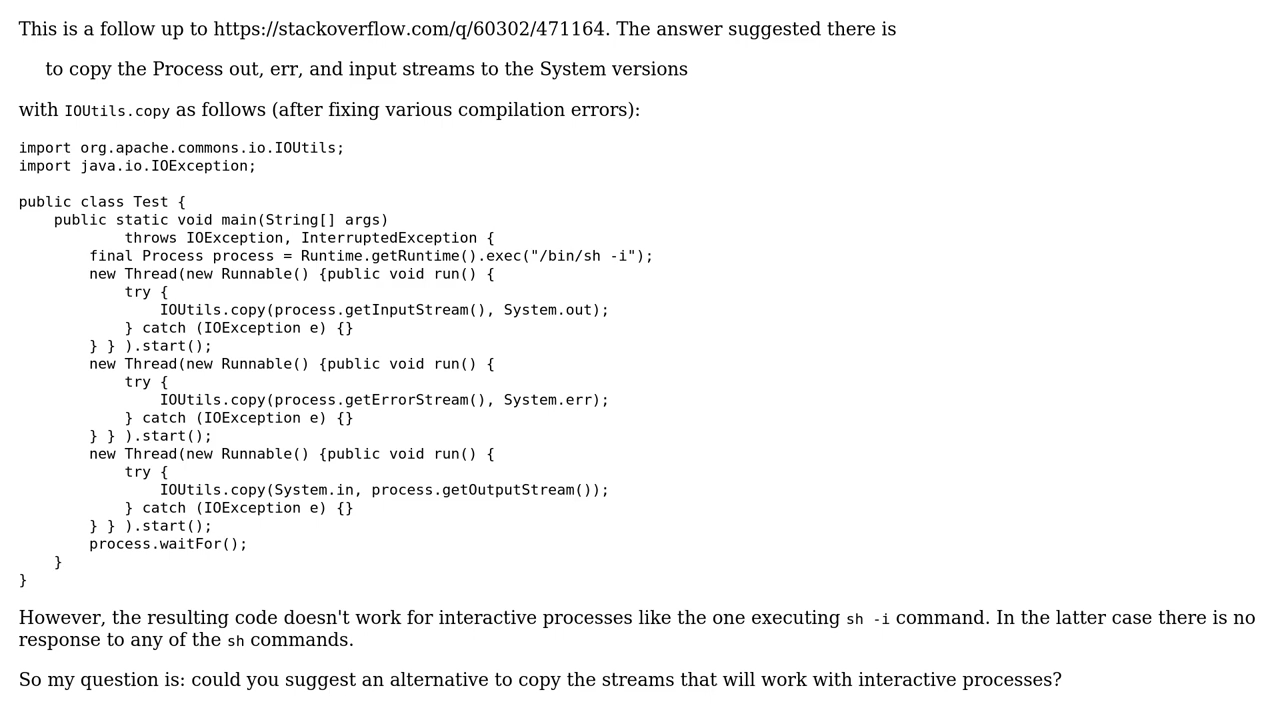 This is a follow up to https://stackoverflow.com/q/60302/471164. The answer suggested there is
to copy the Process out, err, and input streams to the System versions
with IOUtils.copy as follows (after fixing various compilation errors):
import org.apache.commons.io.IOUtils;
import java.io.IOException;

public class Test {
    public static void main(String[] args)
            throws IOException, InterruptedException {
        final Process process = Runtime.getRuntime().exec("/bin/sh -i");
        new Thread(new Runnable() {public void run() {
            try {
                IOUtils.copy(process.getInputStream(), System.out);
            } catch (IOException e) {}
        } } ).start();
        new Thread(new Runnable() {public void run() {
            try {
                IOUtils.copy(process.getErrorStream(), System.err);
            } catch (IOException e) {}
        } } ).start();
        new Thread(new Runnable() {public void run() {
            try {
                IOUtils.copy(System.in, process.getOutputStream());
            } catch (IOException e) {}
        } } ).start();
        process.waitFor();
    }
}
However, the resulting code doesn't work for interactive processes like the one executing sh -i command. In the latter case there is no
response to any of the sh commands.
So my question is: could you suggest an alternative to copy the streams that will work with interactive processes?